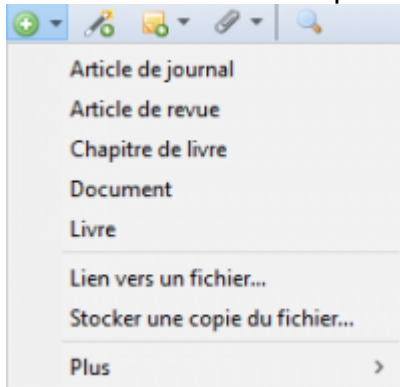 Article de journal
Article de revue
Chapitre de livre
Document
Livre
Lien vers un fichier...
Stocker une copie du fichier...
Plus